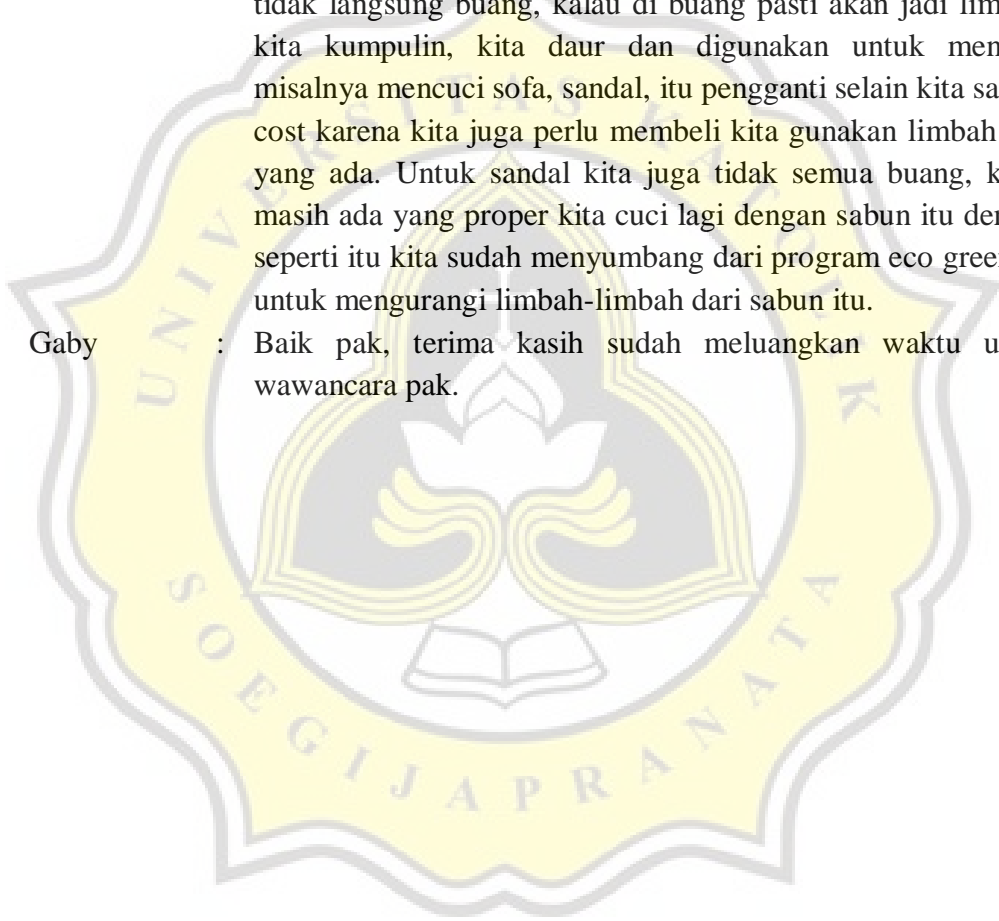 tidak langsung buang, kalau di buang pasti akan jadi
kita kumpulin, kita daur dan digunakan untuk
misalnya mencuci sofa, sandal, itu pengganti selain kita
cost karena kita juga perlu membeli kita gunakan limbah
yang ada. Untuk sandal kita juga tidak semua buang,
masih ada yang proper kita cuci lagi dengan sabun itu
seperti itu kita sudah menyumbang dari program eco
untuk mengurangi limbah-limbah dari sabun itu.
Gaby : Baik pak, terima kasih sudah meluangkan waktu
wawancara pak.
UNIVERSITAS KATOLIK
SOEGIJAPRANATA